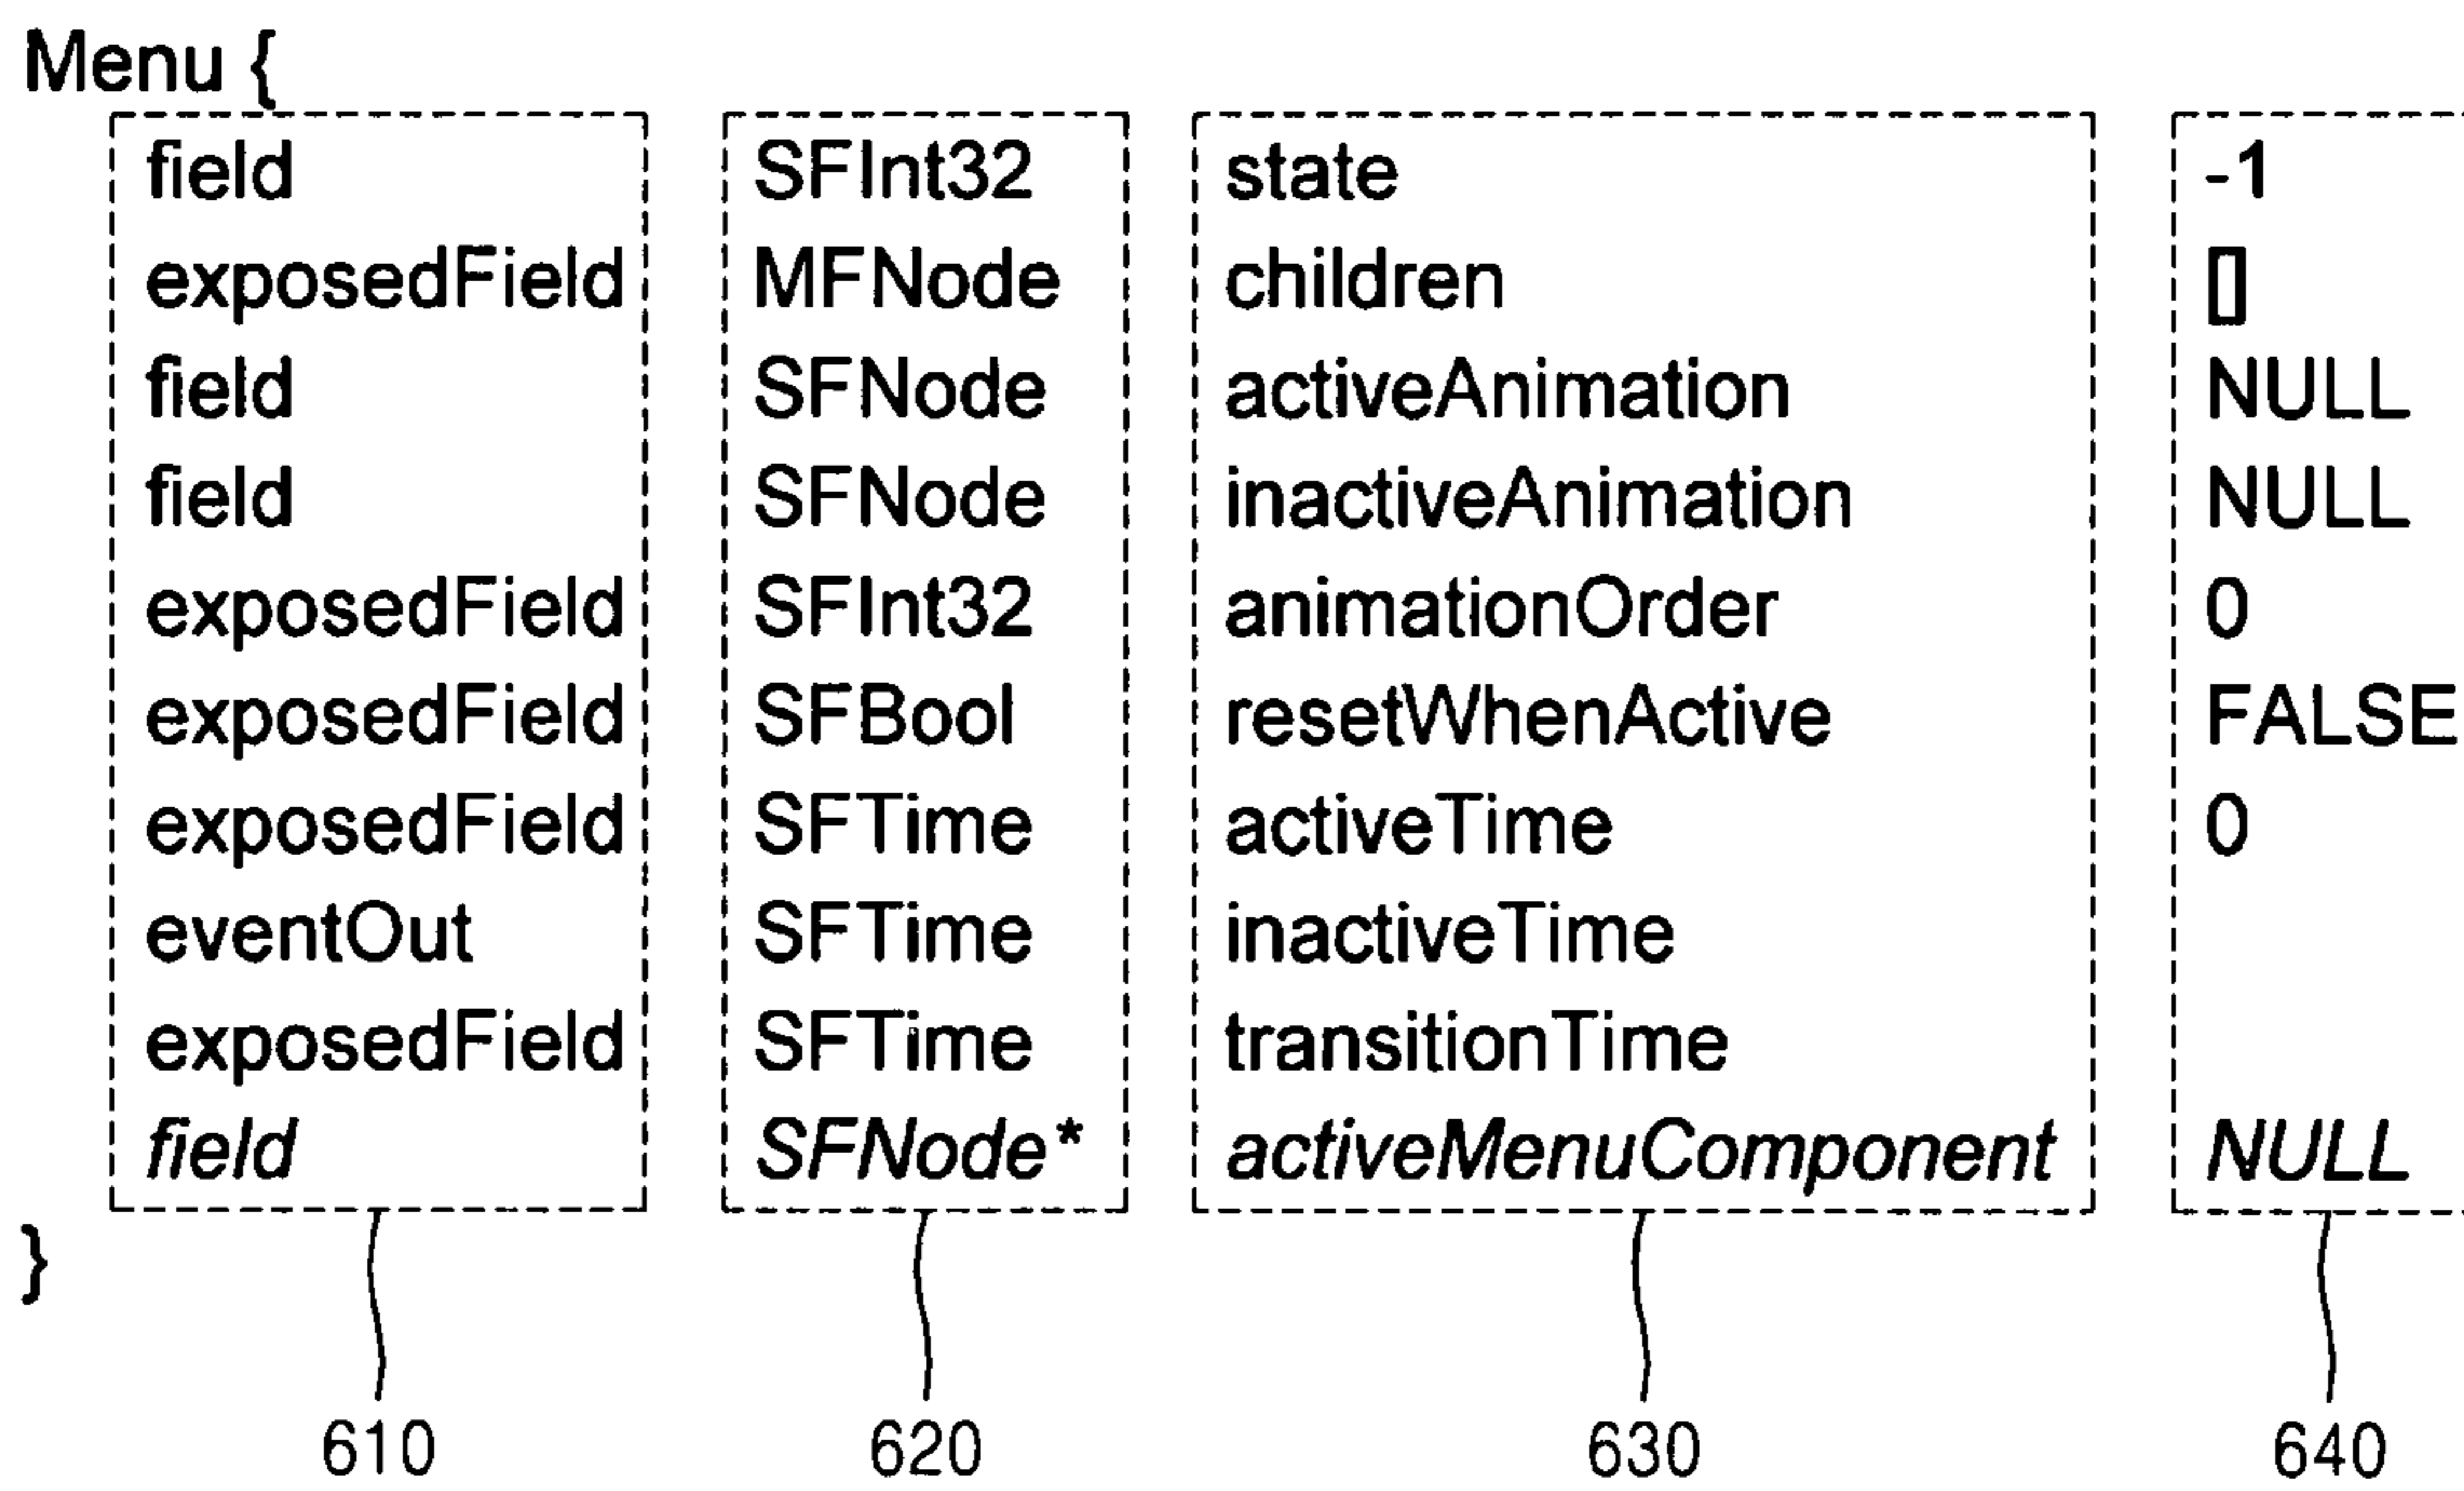 Menu {
field SFInt32 state -1
exposedField MFNode children []
field SFNode activeAnimation NULL
field SFNode inactiveAnimation NULL
exposedField SFInt32 animationOrder 0
exposedField SFBool resetWhenActive FALSE
exposedField SFTime activeTime 0
eventOut SFTime inactiveTime
exposedField SFTime transitionTime
field SFNode* activeMenuComponent NULL
}
610 620 630 640